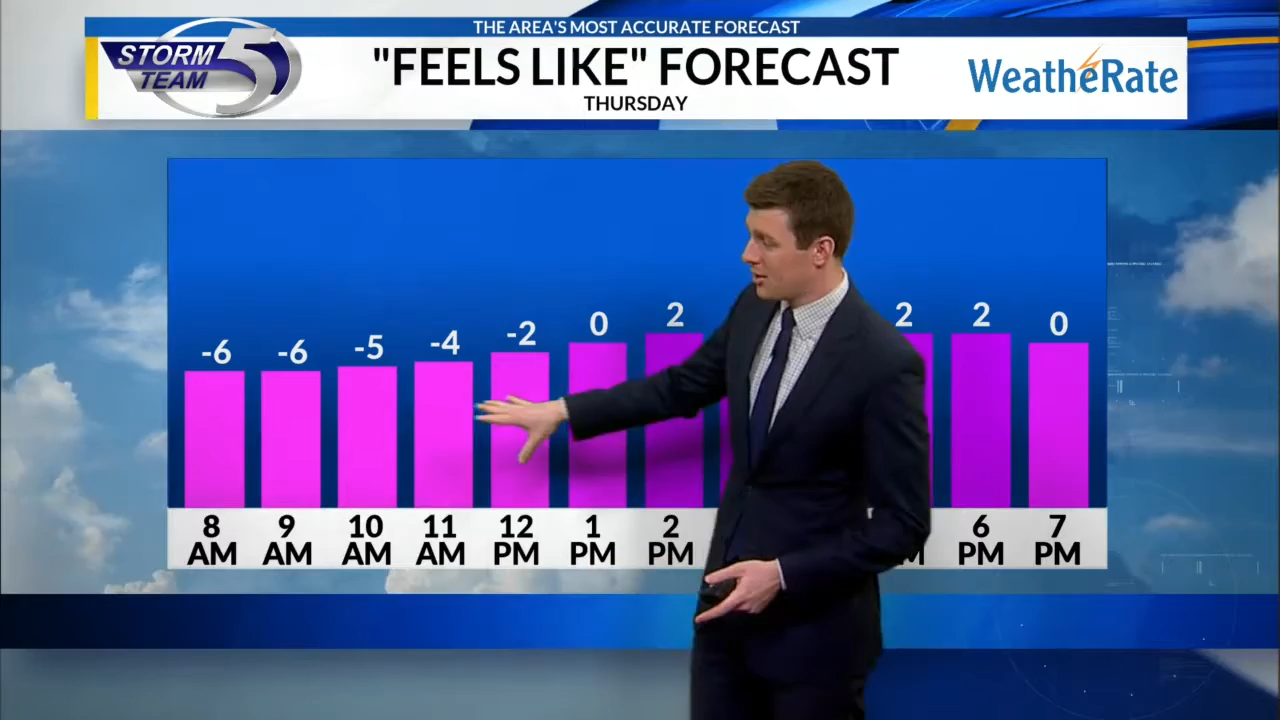 THE AREA'S MOST ACCURATE FORECAST
STORM
TEAM
5
"FEELS LIKE" FORECAST
THURSDAY
WeatheRate
-6 -6 -5 -4 -2 0 2 2 2 0
8 9 10 11 12 1 2 6 7
AM AM AM AM PM PM PM PM PM